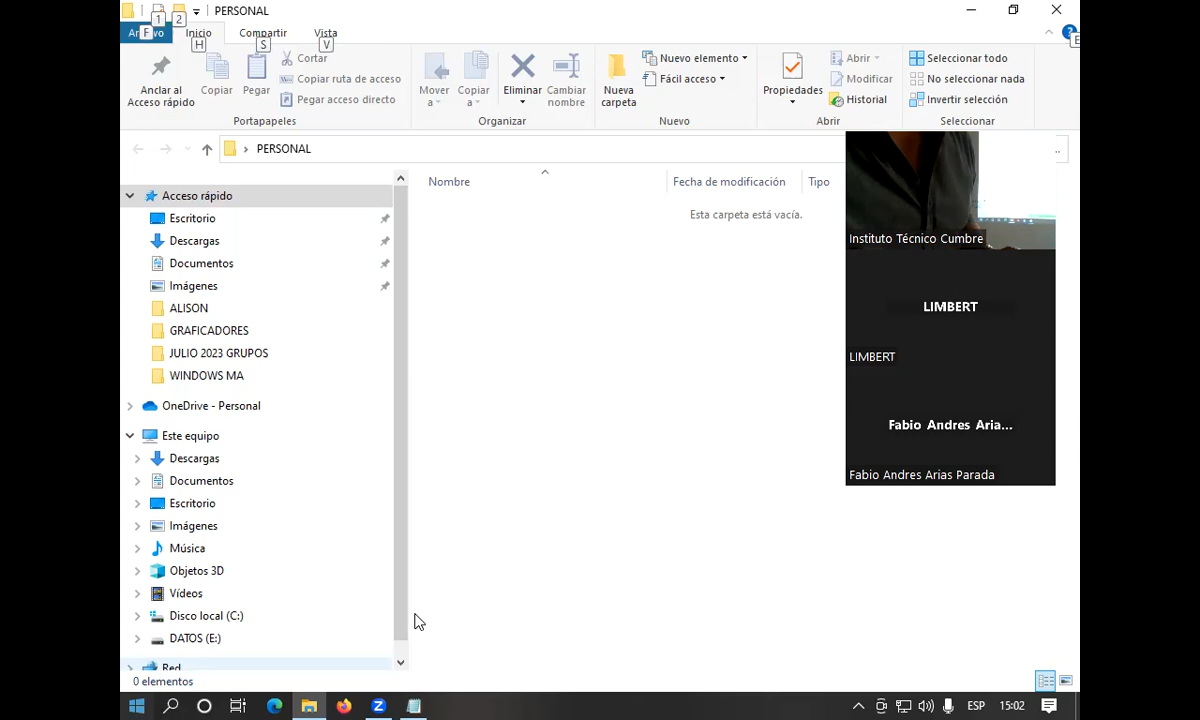 1
2
PERSONAL
Archivo
F
Inicio
H
Compartir
S
Vista
V
E
Anclar al
Acceso rápido
Copiar
Pegar
Cortar
Copiar ruta de acceso
Pegar acceso directo
Portapapeles
Mover
a
Copiar
a
Eliminar
Cambiar
nombre
Organizar
Nueva
carpeta
Nuevo elemento
Fácil acceso
Nuevo
Propiedades
Abrir
Modificar
Historial
Abrir
Seleccionar todo
No seleccionar nada
Invertir selección
Seleccionar
PERSONAL
Nombre
Fecha de modificación
Tipo
Esta carpeta está vacía.
Acceso rápido
Escritorio
Descargas
Documentos
Imágenes
ALISON
GRAFICADORES
JULIO 2023 GRUPOS
WINDOWS MA
OneDrive - Personal
Este equipo
Descargas
Documentos
Escritorio
Imágenes
Música
Objetos 3D
Vídeos
Disco local (C:)
DATOS (E:)
Red
Instituto Técnico Cumbre
LIMBERT
LIMBERT
Fabio Andres Aria...
Fabio Andres Arias Parada
0 elementos
ESP
15:02